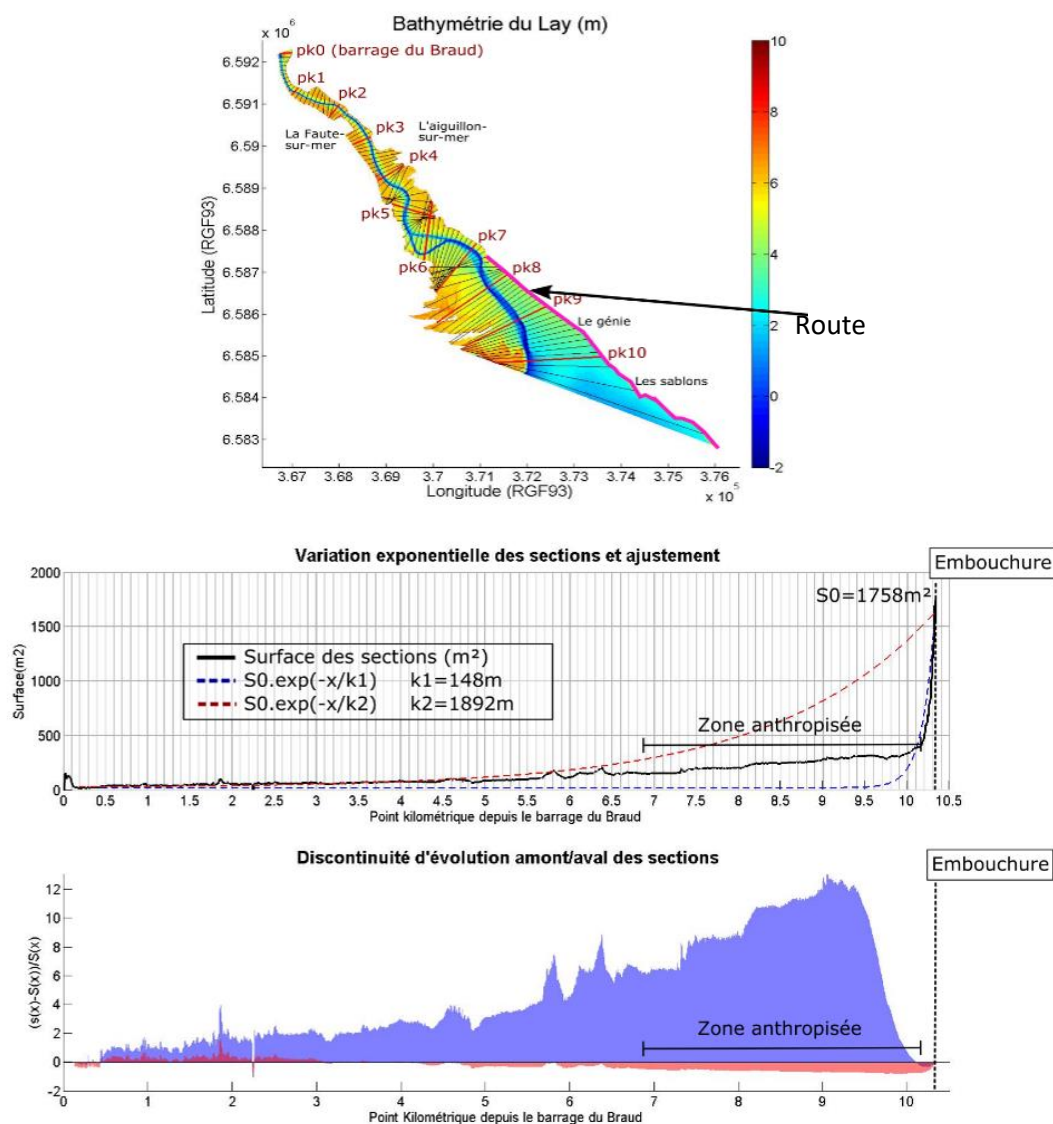 Bathymétrie du Lay (m)
x 10⁶
6.592
6.591
6.59
6.589
6.588
6.587
6.586
6.585
6.584
6.583
Latitude (RGF93)
pk0 (barrage du Braud)
pk1
pk2
pk3
La Faute-
sur-mer
L'aiguillon-
sur-mer
pk4
pk5
pk6
pk7
pk8
pk9
Le génie
pk10
Les sablons
Route
10
8
6
4
2
0
-2
3.67 3.68 3.69 3.7 3.71 3.72 3.73 3.74 3.75 3.76
Longitude (RGF93)
x 10⁵
Variation exponentielle des sections et ajustement
Embouchure
S0=1758m²
2000
1500
1000
500
0
Surface(m2)
Surface des sections (m²)
S0.exp(-x/k1) k1=148m
S0.exp(-x/k2) k2=1892m
Zone anthropisée
0 0.5 1 1.5 2 2.5 3 3.5 4 4.5 5 5.5 6 6.5 7 7.5 8 8.5 9 9.5 10 10.5
Point kilométrique depuis le barrage du Braud
Discontinuité d'évolution amont/aval des sections
Embouchure
12
10
8
6
4
2
0
-2
(s(x)-S(x))/S(x)
Zone anthropisée
0 1 2 3 4 5 6 7 8 9 10
Point Kilométrique depuis le barrage du Braud